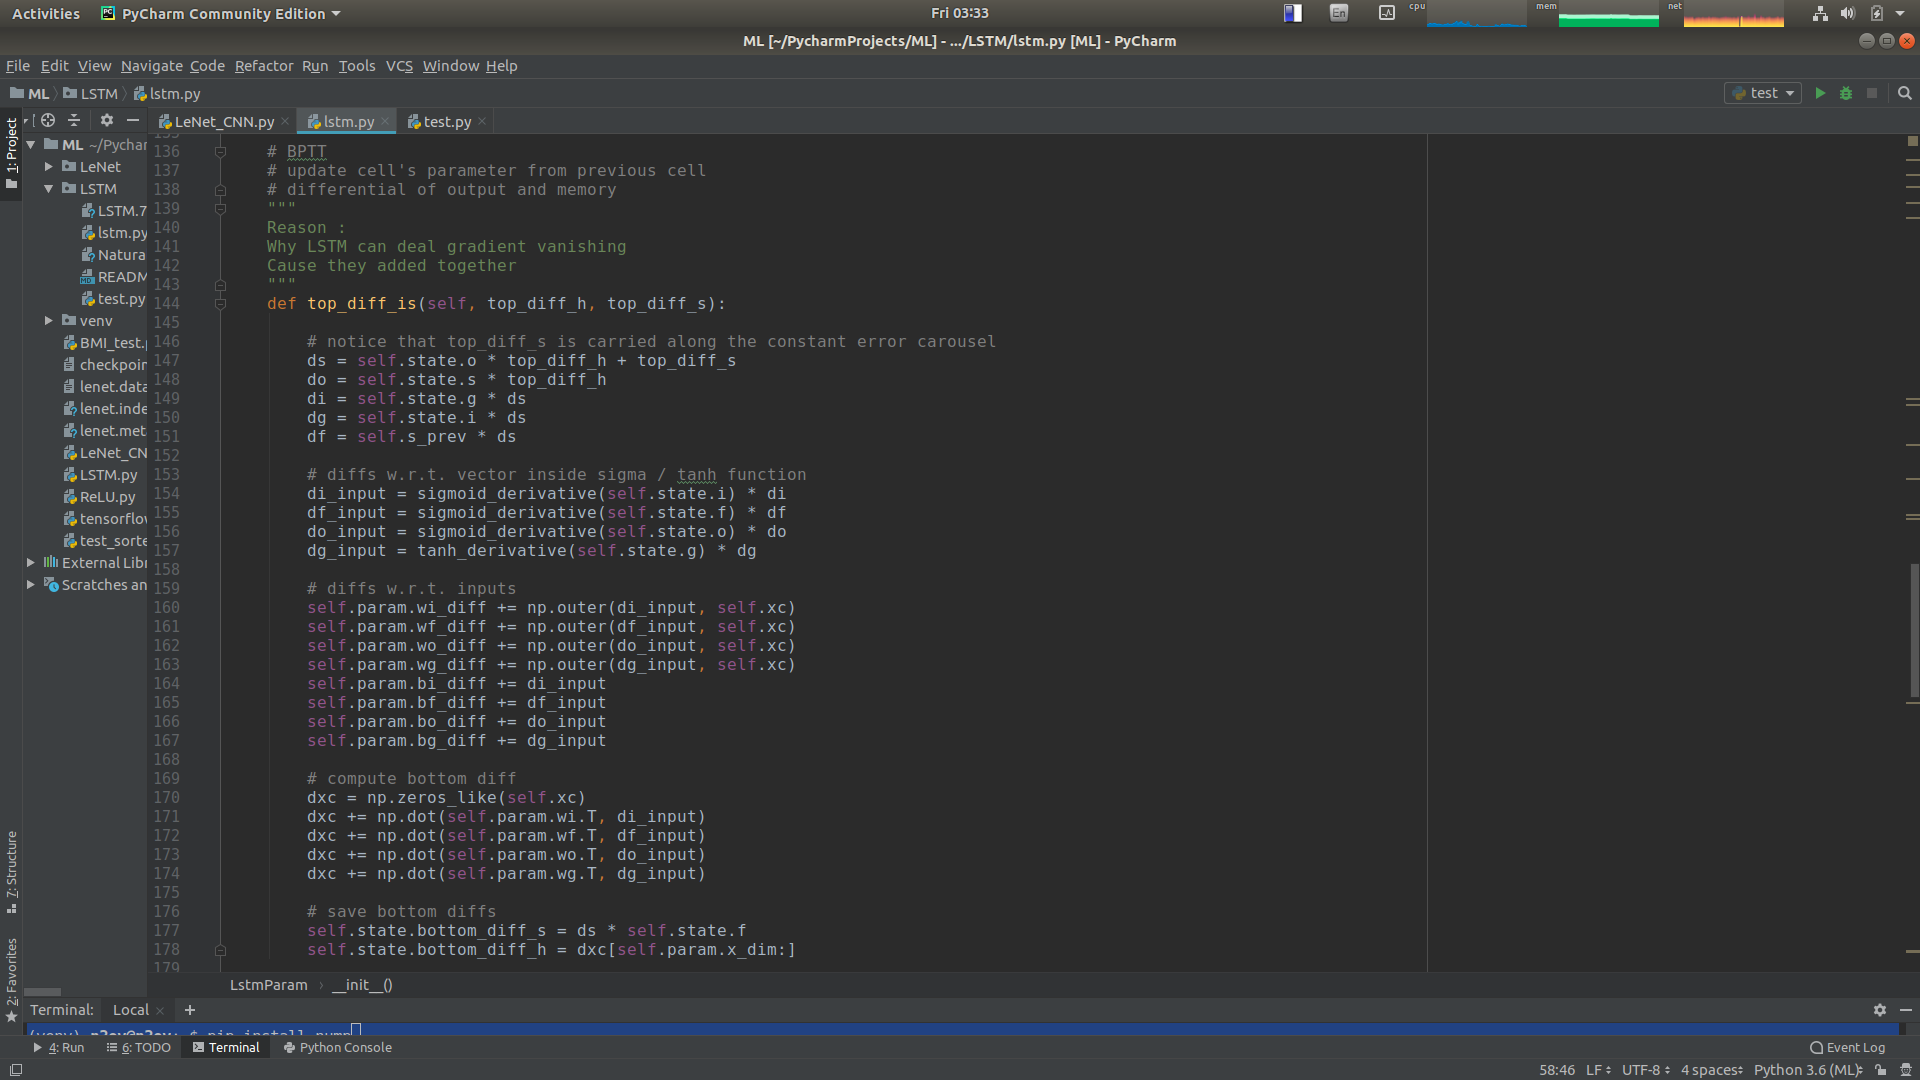 Activities PyCharm Community Edition Fri 03:33 En cpu mem net
ML [~/PycharmProjects/ML] - .../LSTM/lstm.py [ML] - PyCharm
File Edit View Navigate Code Refactor Run Tools VCS Window Help
ML LSTM lstm.py test
LeNet_CNN.py lstm.py test.py
1: Project
ML ~/Pychar
LeNet
LSTM
LSTM.7
lstm.py
Natura
READM
test.py
venv
BMI_test.
checkpoin
lenet.data
lenet.inde
lenet.met
LeNet_CN
LSTM.py
ReLU.py
tensorflow
test_sorte
External Libr
Scratches an
7: Structure
2: Favorites
136 # BPTT
137 # update cell's parameter from previous cell
138 # differential of output and memory
139 """
140 Reason :
141 Why LSTM can deal gradient vanishing
142 Cause they added together
143 """
144 def top_diff_is(self, top_diff_h, top_diff_s):
145
146 # notice that top_diff_s is carried along the constant error carousel
147 ds = self.state.o * top_diff_h + top_diff_s
148 do = self.state.s * top_diff_h
149 di = self.state.g * ds
150 dg = self.state.i * ds
151 df = self.s_prev * ds
152
153 # diffs w.r.t. vector inside sigma / tanh function
154 di_input = sigmoid_derivative(self.state.i) * di
155 df_input = sigmoid_derivative(self.state.f) * df
156 do_input = sigmoid_derivative(self.state.o) * do
157 dg_input = tanh_derivative(self.state.g) * dg
158
159 # diffs w.r.t. inputs
160 self.param.wi_diff += np.outer(di_input, self.xc)
161 self.param.wf_diff += np.outer(df_input, self.xc)
162 self.param.wo_diff += np.outer(do_input, self.xc)
163 self.param.wg_diff += np.outer(dg_input, self.xc)
164 self.param.bi_diff += di_input
165 self.param.bf_diff += df_input
166 self.param.bo_diff += do_input
167 self.param.bg_diff += dg_input
168
169 # compute bottom diff
170 dxc = np.zeros_like(self.xc)
171 dxc += np.dot(self.param.wi.T, di_input)
172 dxc += np.dot(self.param.wf.T, df_input)
173 dxc += np.dot(self.param.wo.T, do_input)
174 dxc += np.dot(self.param.wg.T, dg_input)
175
176 # save bottom diffs
177 self.state.bottom_diff_s = ds * self.state.f
178 self.state.bottom_diff_h = dxc[self.param.x_dim:]
179
LstmParam › __init__()
Terminal: Local +
$ pip install nump
4: Run 6: TODO Terminal Python Console Event Log
58:46 LF UTF-8 4 spaces Python 3.6 (ML)